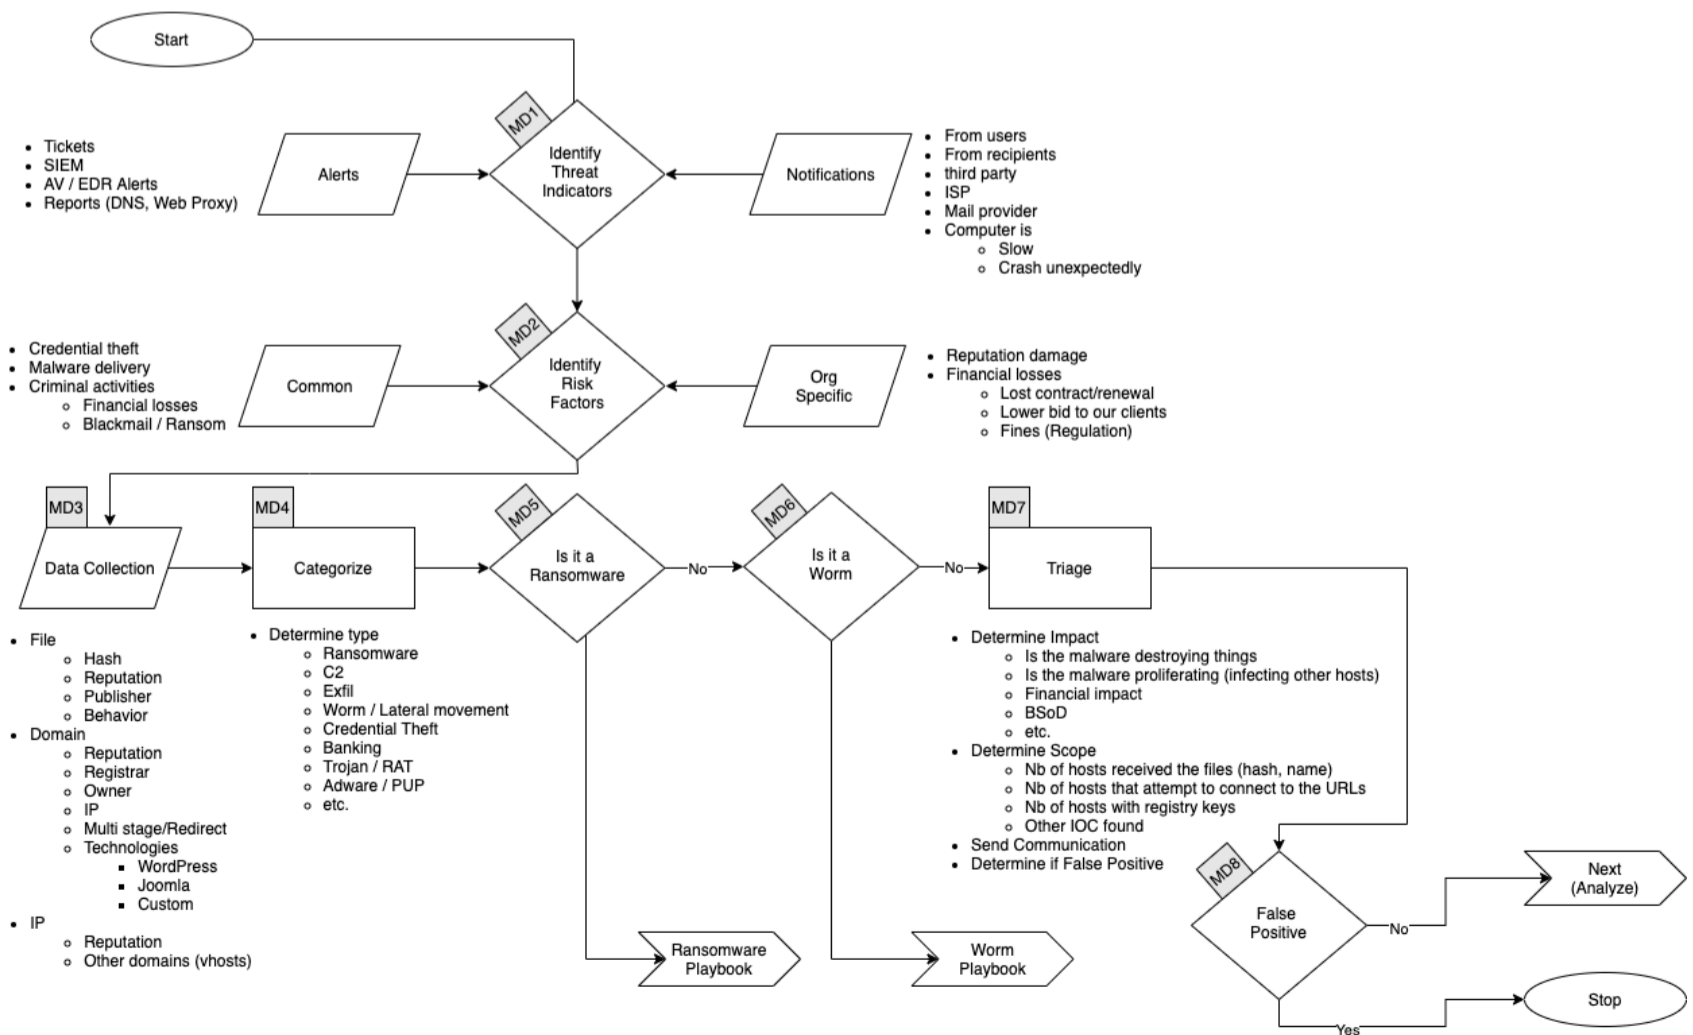 Start
MD1
Identify
Threat
Indicators
Tickets
SIEM
AV / EDR Alerts
Reports (DNS, Web Proxy)
Alerts
Notifications
From users
From recipients
third party
ISP
Mail provider
Computer is
Slow
Crash unexpectedly
MD2
Identify
Risk
Factors
Credential theft
Malware delivery
Criminal activities
Financial losses
Blackmail / Ransom
Common
Org
Specific
Reputation damage
Financial losses
Lost contract/renewal
Lower bid to our clients
Fines (Regulation)
MD3
Data Collection
File
Hash
Reputation
Publisher
Behavior
Domain
Reputation
Registrar
Owner
IP
Multi stage/Redirect
Technologies
WordPress
Joomla
Custom
IP
Reputation
Other domains (vhosts)
MD4
Categorize
Determine type
Ransomware
C2
Exfil
Worm / Lateral movement
Credential Theft
Banking
Trojan / RAT
Adware / PUP
etc.
MD5
Is it a
Ransomware
No
Ransomware
Playbook
MD6
Is it a
Worm
No
Worm
Playbook
MD7
Triage
Determine Impact
Is the malware destroying things
Is the malware proliferating (infecting other hosts)
Financial impact
BSoD
etc.
Determine Scope
Nb of hosts received the files (hash, name)
Nb of hosts that attempt to connect to the URLs
Nb of hosts with registry keys
Other IOC found
Send Communication
Determine if False Positive
MD8
False
Positive
No
Next
(Analyze)
Yes
Stop